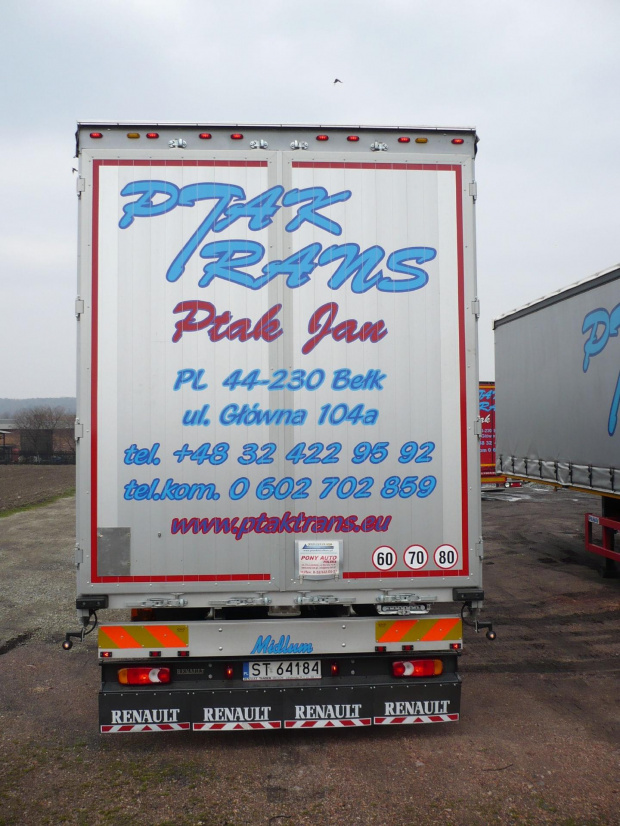 PTAK
TRANS
Ptak Jan
PL 44-230 Bełk
ul. Główna 104a
tel. +48 32 422 95 92
tel.kom. 0 602 702 859
www.ptaktrans.eu
PONY AUTO
60 70 80
Midlum
RENAULT
ST 64184
RENAULT RENAULT RENAULT RENAULT